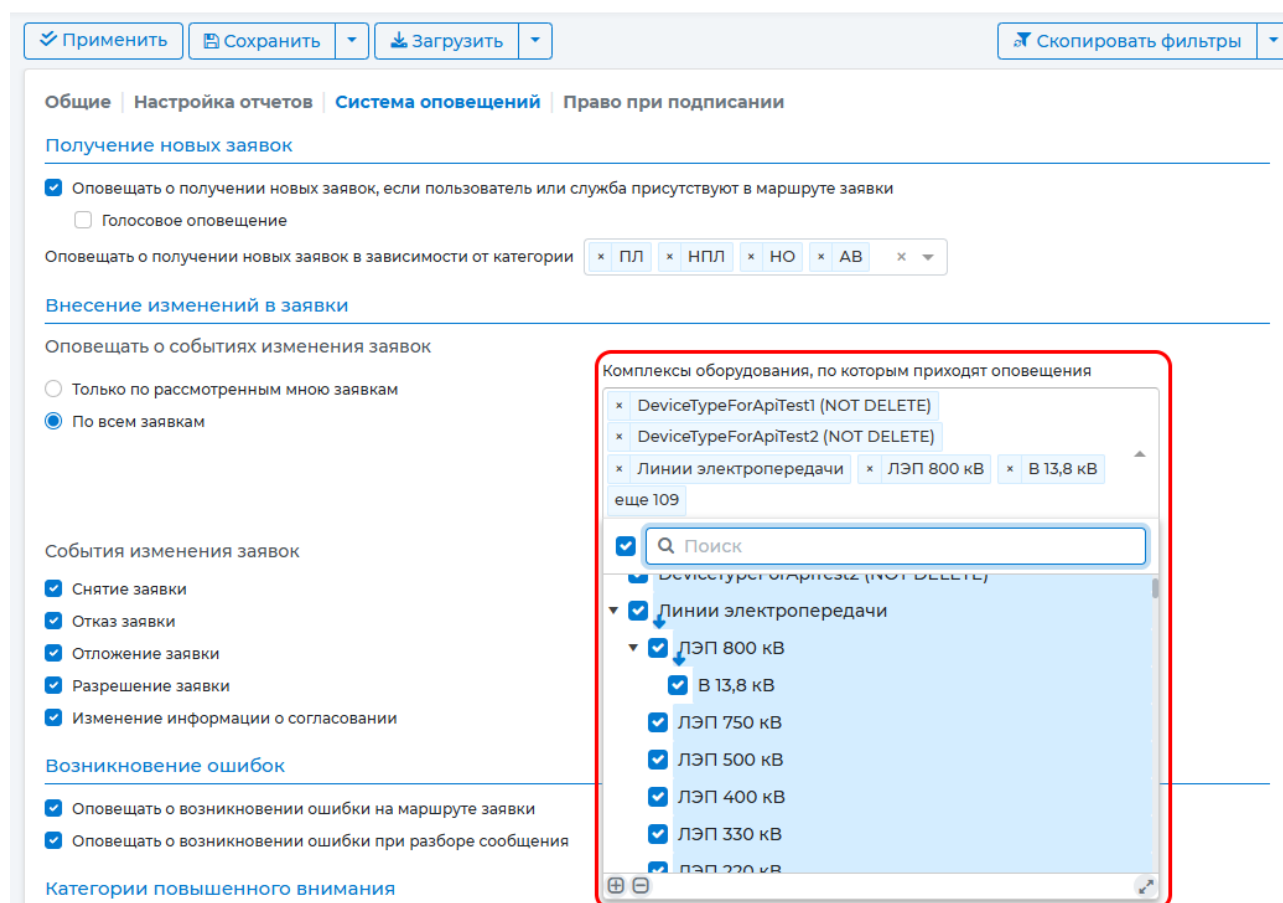 Применить Сохранить Загрузить Скопировать фильтры
Общие Настройка отчетов Система оповещений Право при подписании
Получение новых заявок
Оповещать о получении новых заявок, если пользователь или служба присутствуют в маршруте заявки
Голосовое оповещение
Оповещать о получении новых заявок в зависимости от категории × ПЛ × НПЛ × НО × АВ ×
Внесение изменений в заявки
Оповещать о событиях изменения заявок
Комплексы оборудования, по которым приходят оповещения
Только по рассмотренным мною заявкам
По всем заявкам
× DeviceTypeForApiTest1 (NOT DELETE)
× DeviceTypeForApiTest2 (NOT DELETE)
× Линии электропередачи × ЛЭП 800 кВ × В 13,8 кВ
еще 109
Поиск
DeviceTypeForApiTest2 (NOT DELETE)
Линии электропередачи
ЛЭП 800 кВ
В 13,8 кВ
ЛЭП 750 кВ
ЛЭП 500 кВ
ЛЭП 400 кВ
ЛЭП 330 кВ
ЛЭП 220 кВ
События изменения заявок
Снятие заявки
Отказ заявки
Отложение заявки
Разрешение заявки
Изменение информации о согласовании
Возникновение ошибок
Оповещать о возникновении ошибки на маршруте заявки
Оповещать о возникновении ошибки при разборе сообщения
Категории повышенного внимания